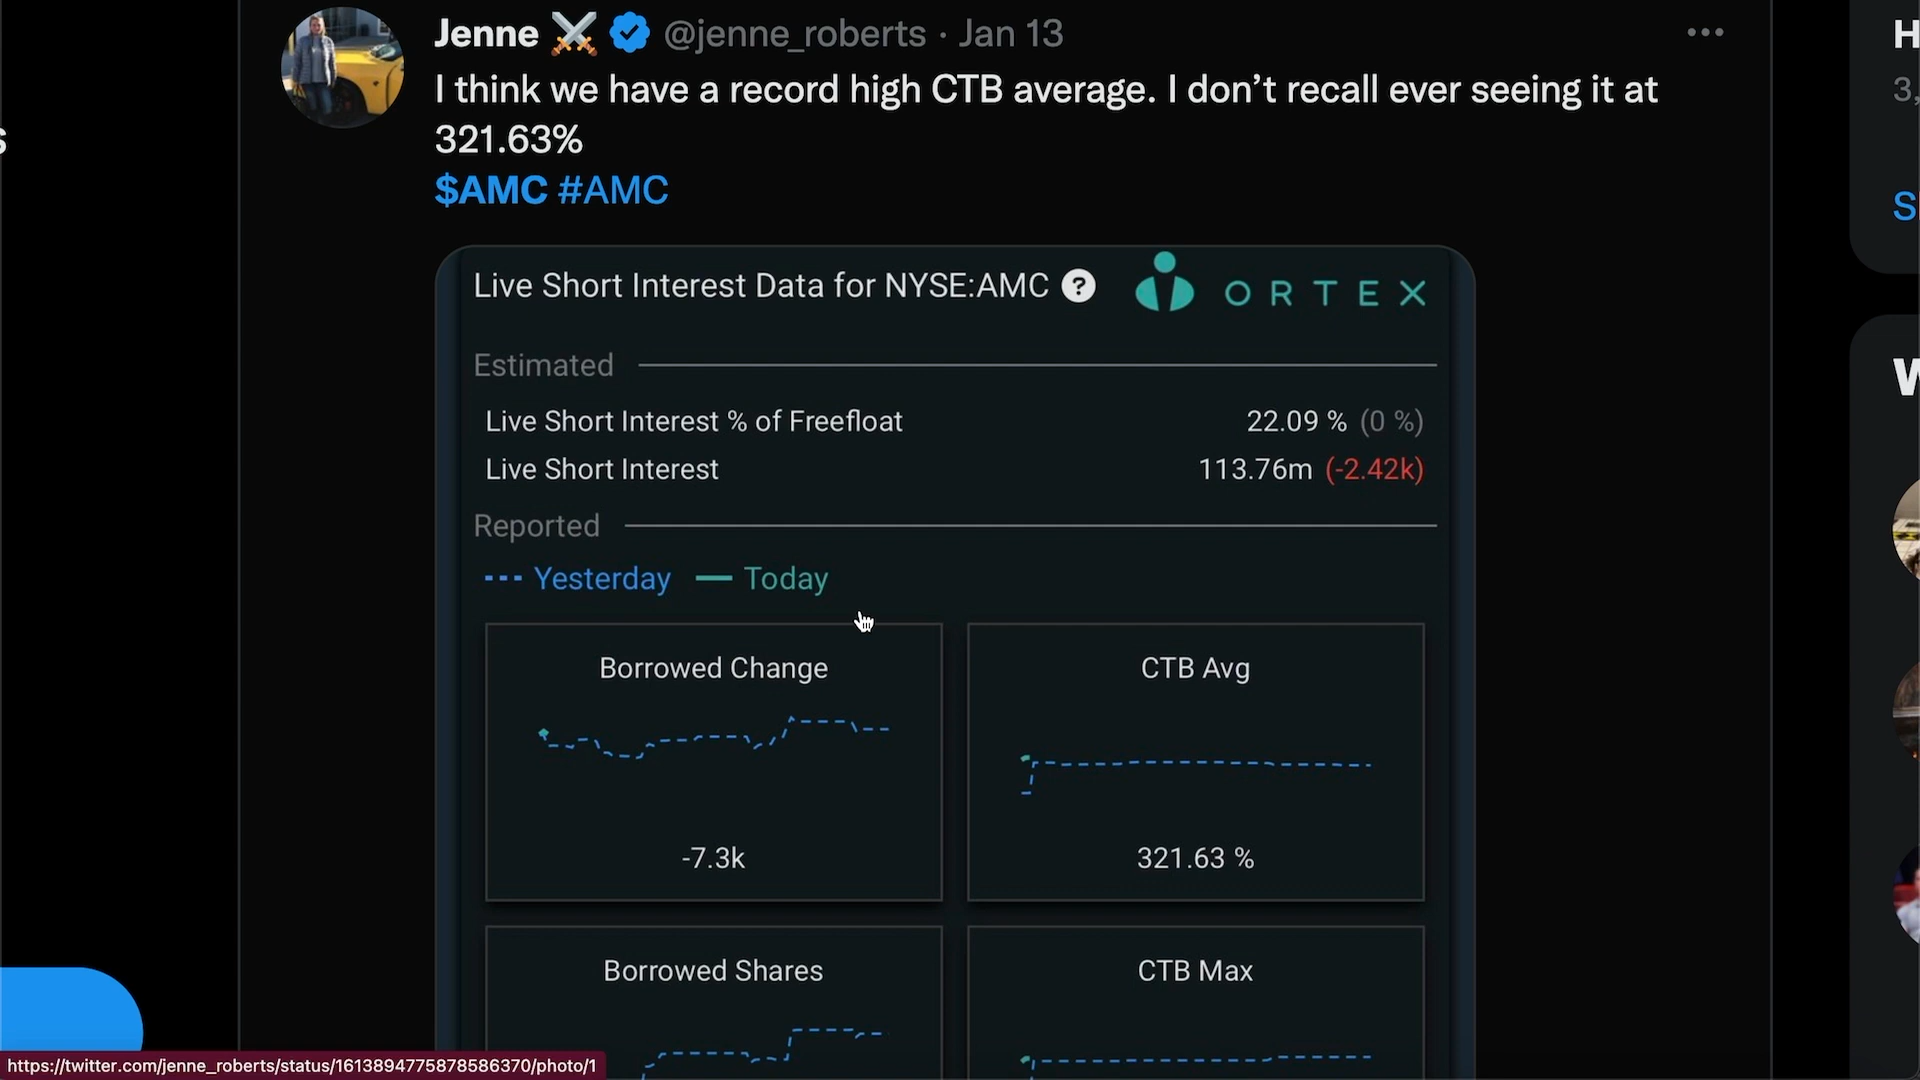 Jenne ⚔️ @jenne_roberts · Jan 13
I think we have a record high CTB average. I don’t recall ever seeing it at
321.63%
$AMC #AMC
Live Short Interest Data for NYSE:AMC ? ORTEX
Estimated
Live Short Interest % of Freefloat 22.09 % (0 %)
Live Short Interest 113.76m (-2.42k)
Reported
Yesterday Today
Borrowed Change CTB Avg
-7.3k 321.63 %
Borrowed Shares CTB Max
https://twitter.com/jenne_roberts/status/1613894775878586370/photo/1